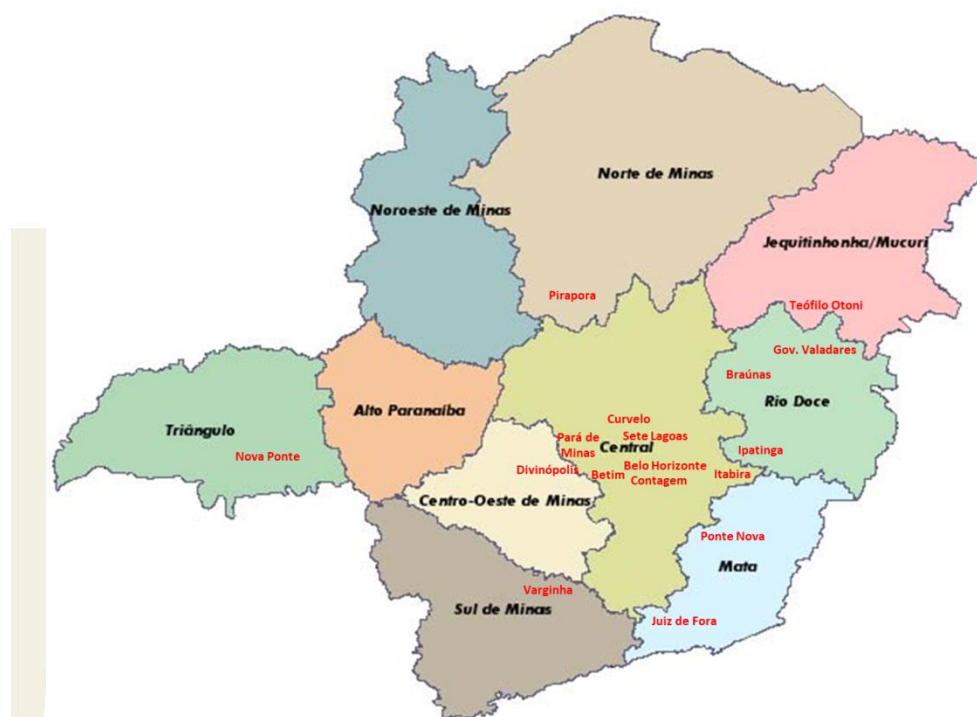 Norte de Minas
Noroeste de Minas
Jequitinhonha/Mucuri
Pirapora
Teófilo Otoni
Gov. Valadares
Braúnas
Rio Doce
Alto Paranaíba
Triângulo
Curvelo
Pará de
Minas
Sete Lagoas
Central
Nova Ponte
Divinópolis
Betim
Belo Horizonte
Contagem
Ipatinga
Itabira
Centro-Oeste de Minas
Ponte Nova
Mata
Varginha
Sul de Minas
Juiz de Fora